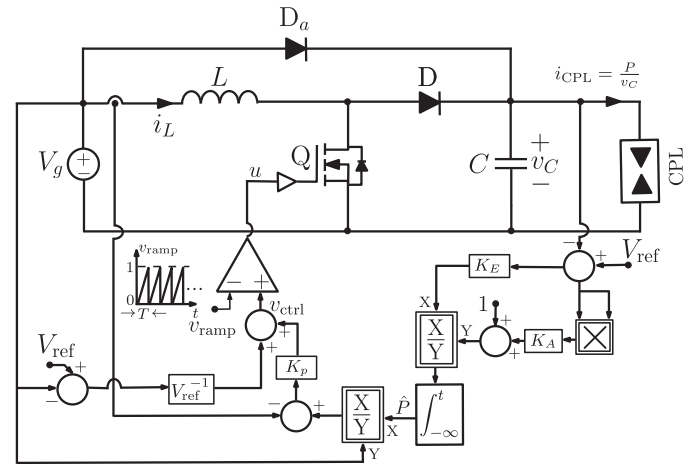 D_a
i_CPL = P/v_C
L
D
i_L
V_g
+
−
Q
u
C
+
v_C
−
CPL
v_ramp
1
0
→T←
t
...
−
+
v_ramp
v_ctrl
+
+
−
+
V_ref
K_E
X
X/Y
Y
1
+
+
K_A
×
V_ref
+
−
V_ref^{-1}
K_p
−
+
X/Y
X
Y
P̂
∫_{-∞}^{t}